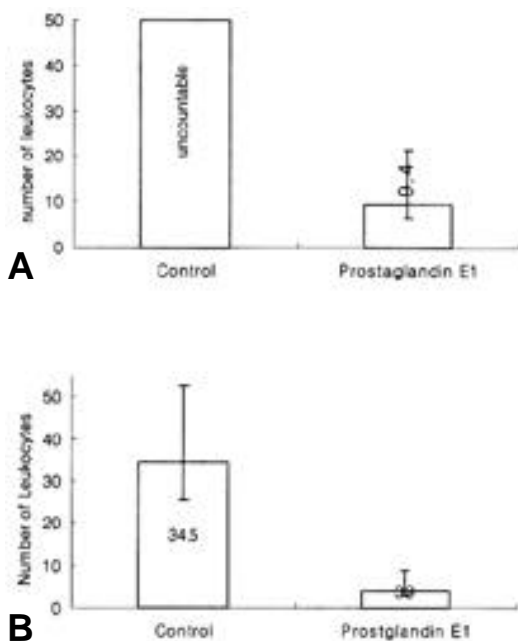 number of leukocytes
50
40
30
20
10
0
uncountable
Control
Prostaglandin E1
A
Number of Leukocytes
50
40
30
20
10
0
34.5
Control
Prostglandin E1
B